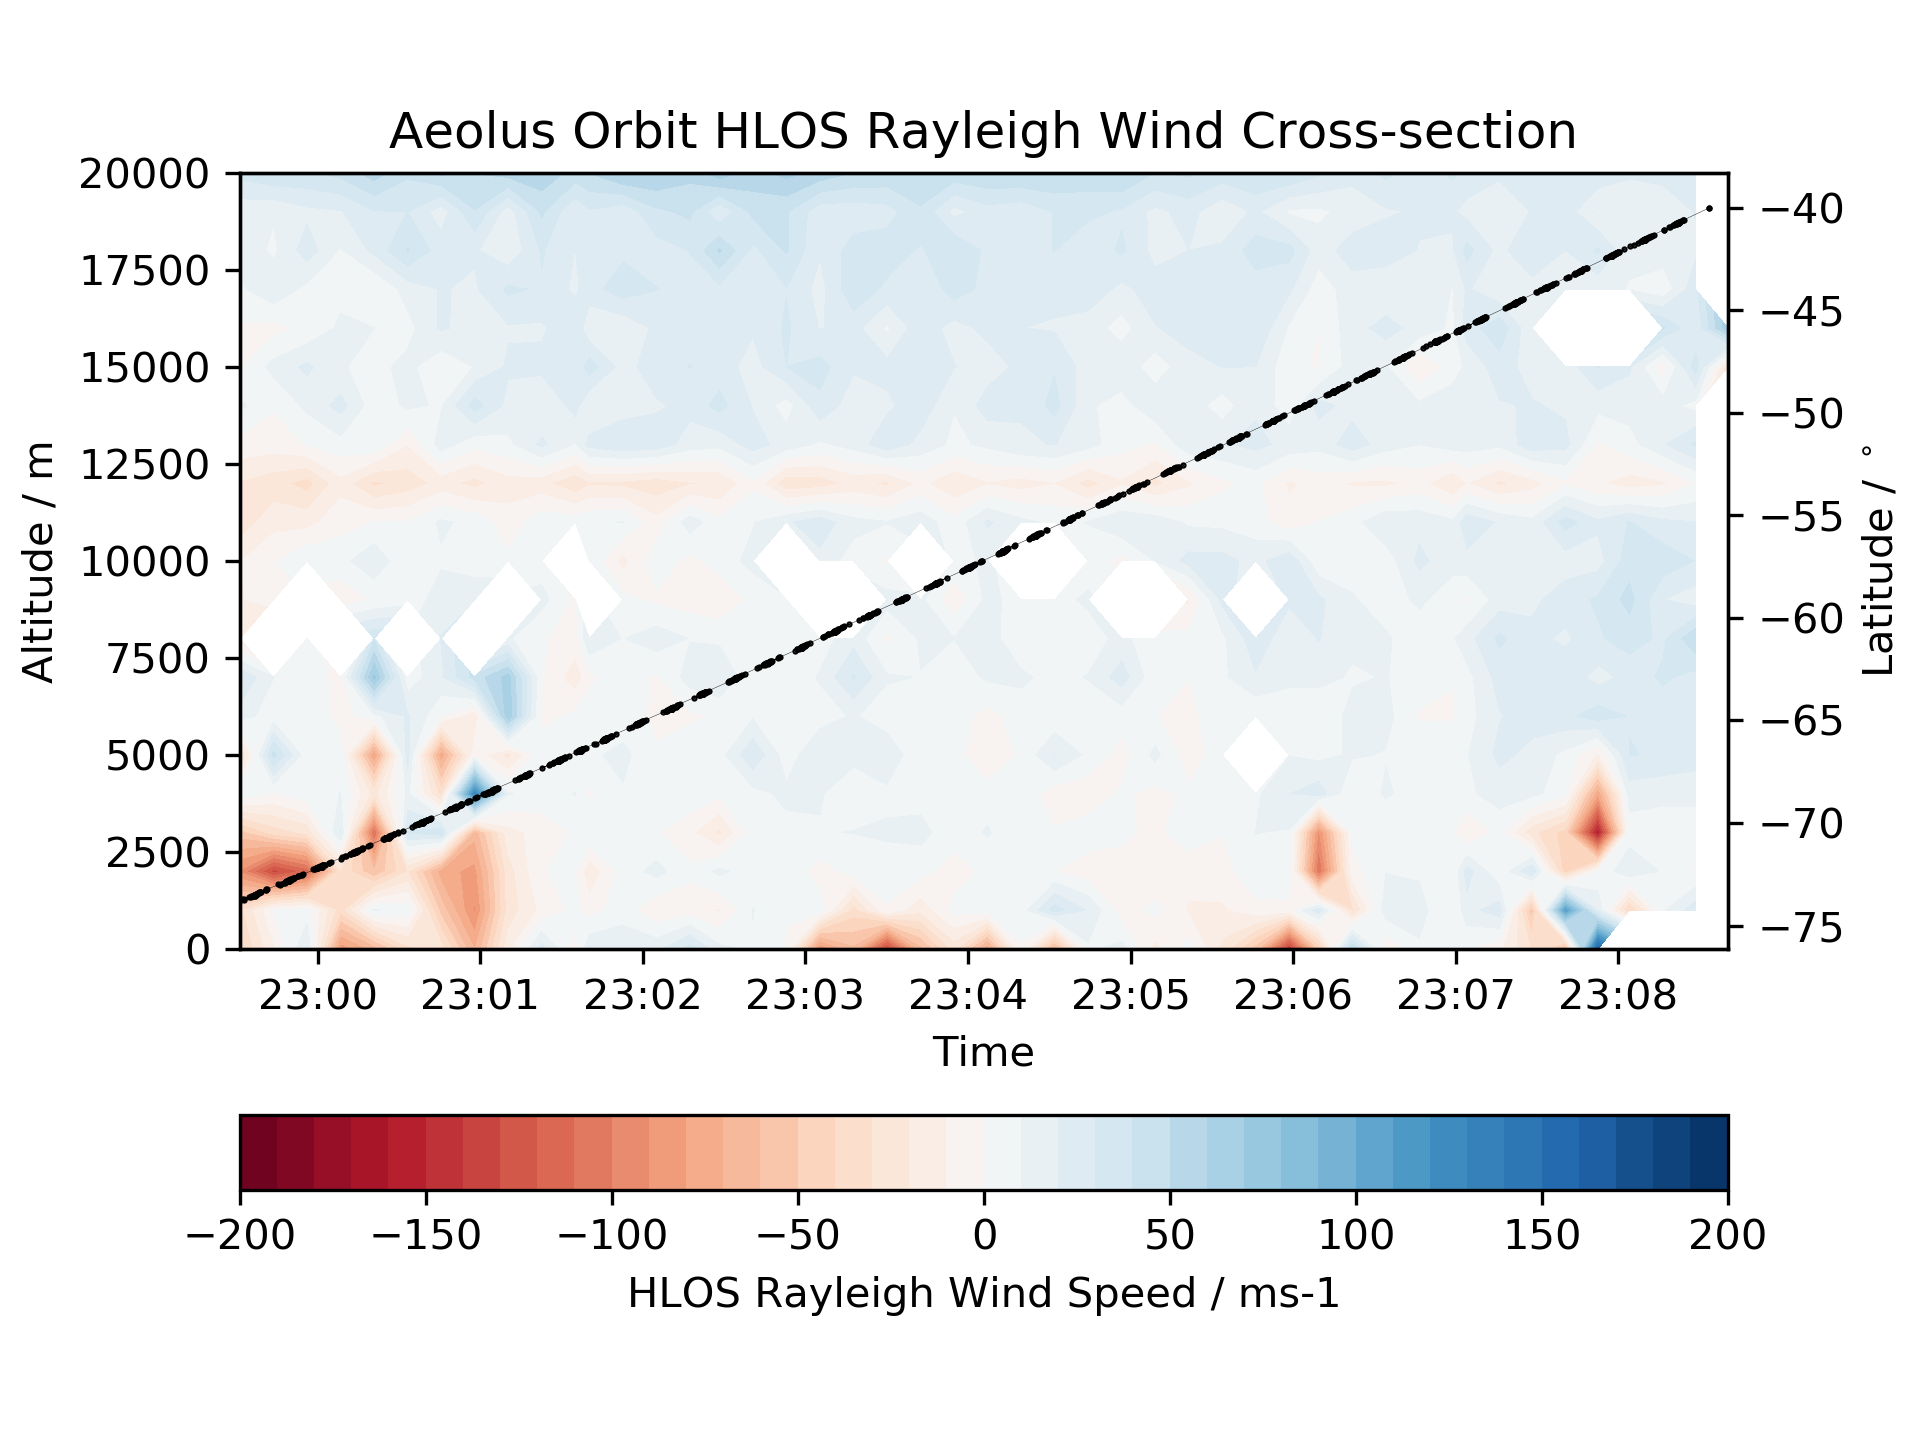 Aeolus Orbit HLOS Rayleigh Wind Cross-section
20000
17500
15000
12500
10000
7500
5000
2500
0
Altitude / m
−40
−45
−50
−55
−60
−65
−70
−75
Latitude / °
23:00 23:01 23:02 23:03 23:04 23:05 23:06 23:07 23:08
Time
−200 −150 −100 −50 0 50 100 150 200
HLOS Rayleigh Wind Speed / ms-1